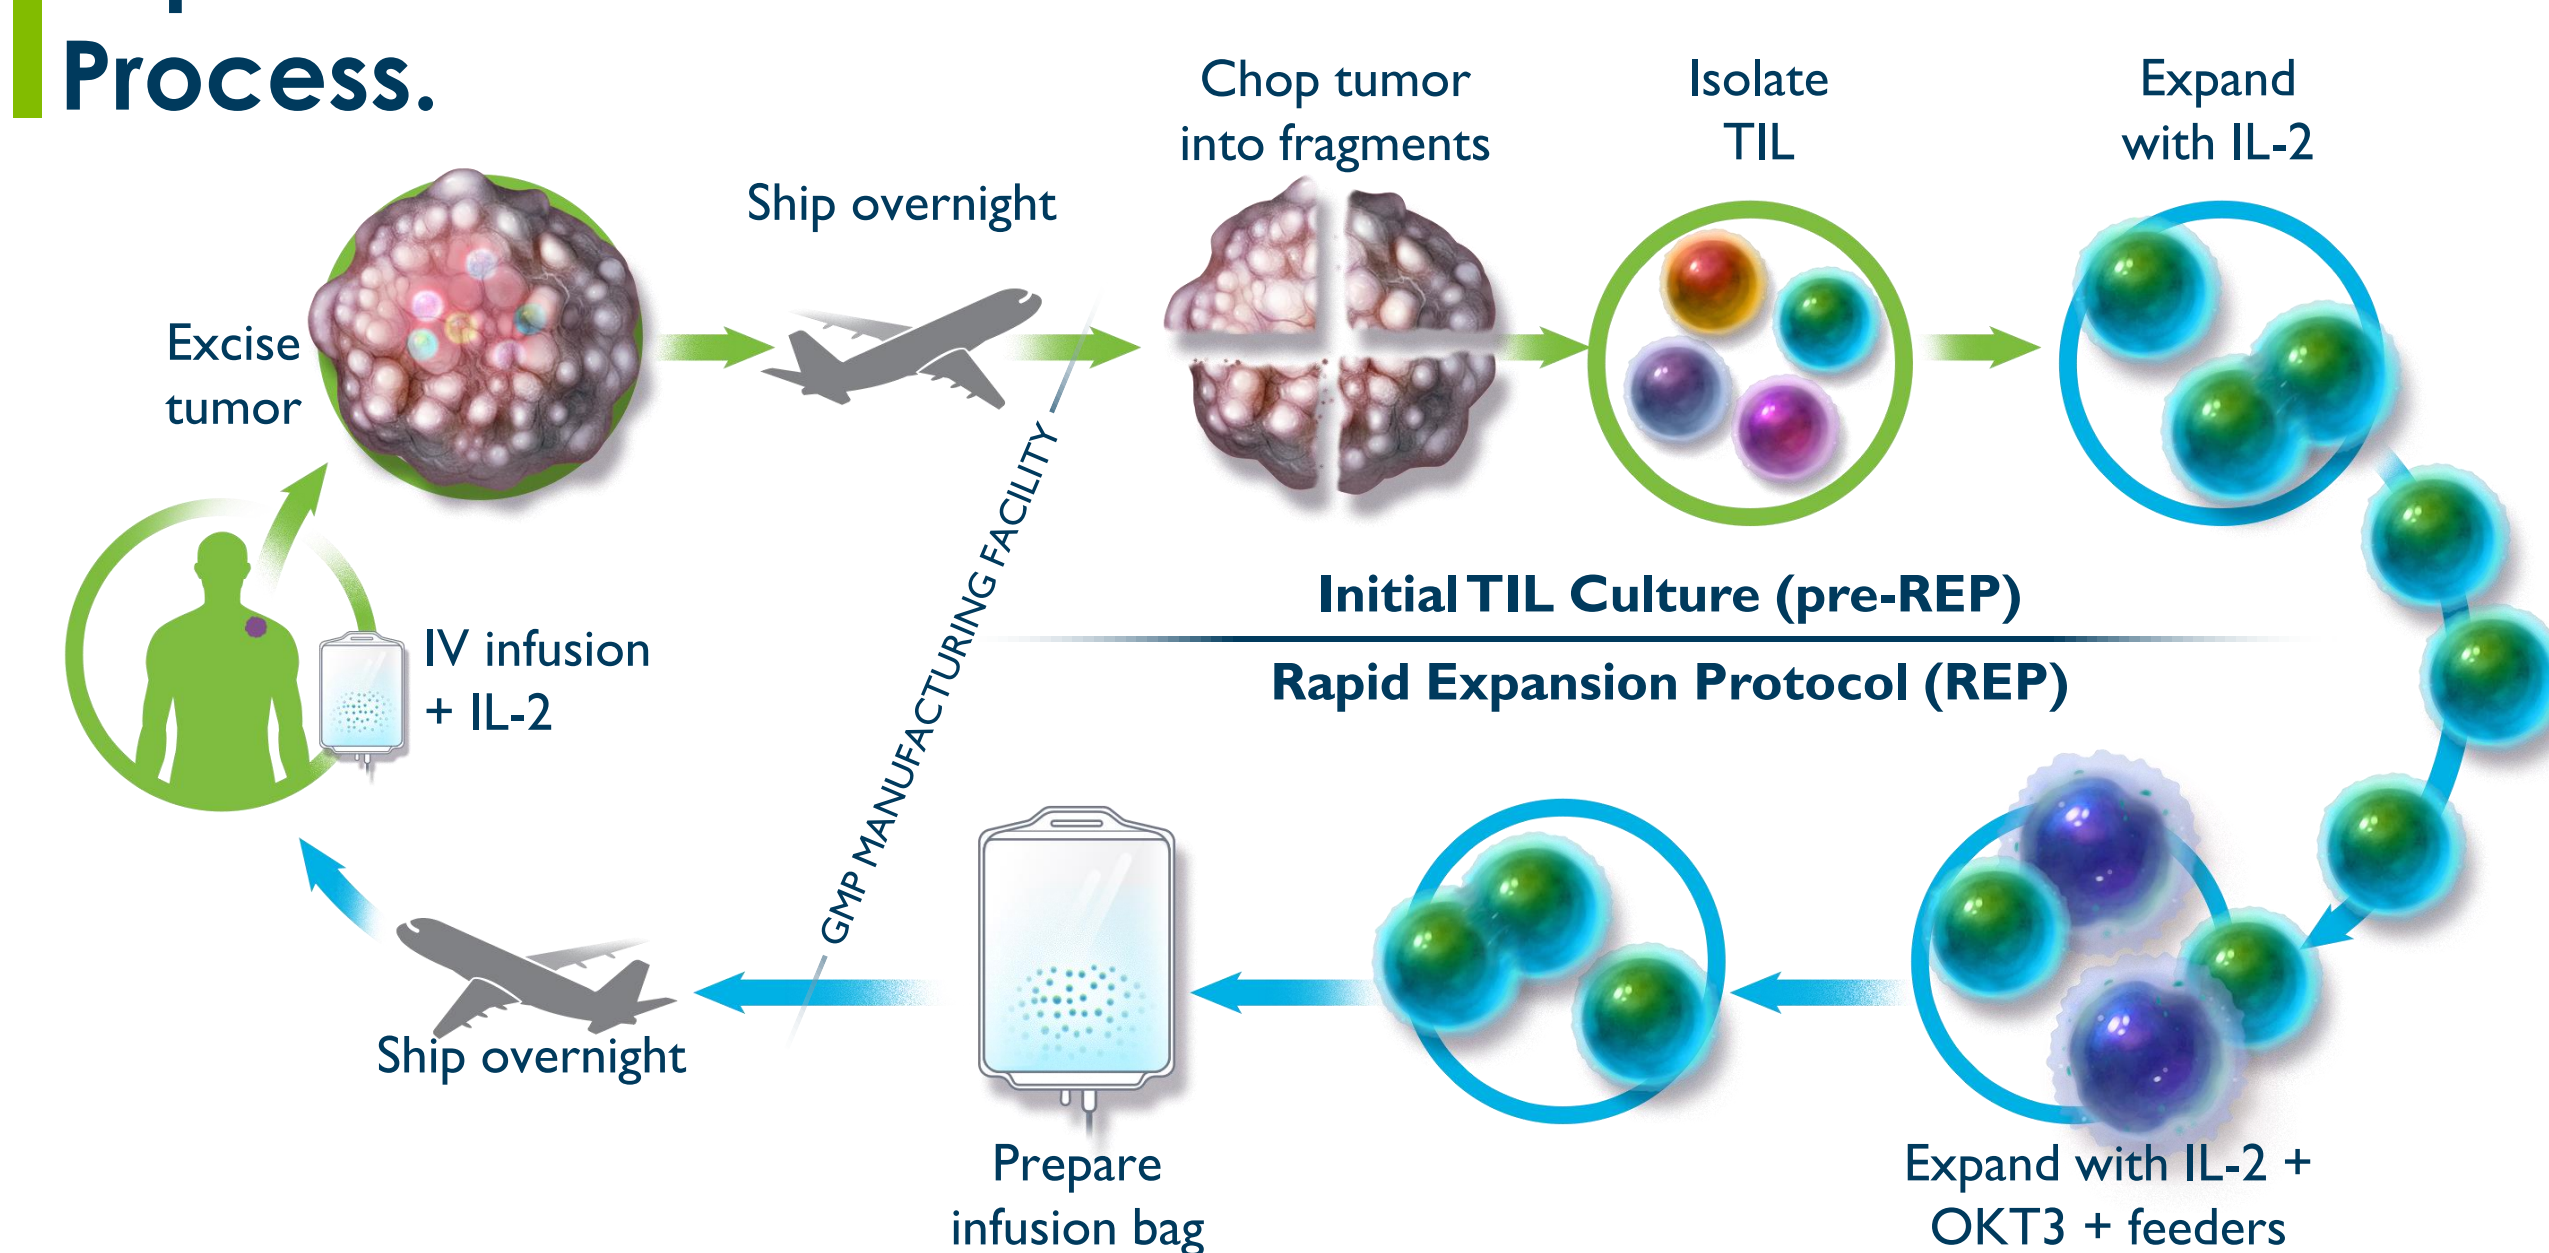 Process.
Chop tumor
into fragments
Isolate
TIL
Expand
with IL-2
Ship overnight
Excise
tumor
GMP MANUFACTURING FACILITY
Initial TIL Culture (pre-REP)
Rapid Expansion Protocol (REP)
IV infusion
+ IL-2
Ship overnight
Prepare
infusion bag
Expand with IL-2 +
OKT3 + feeders